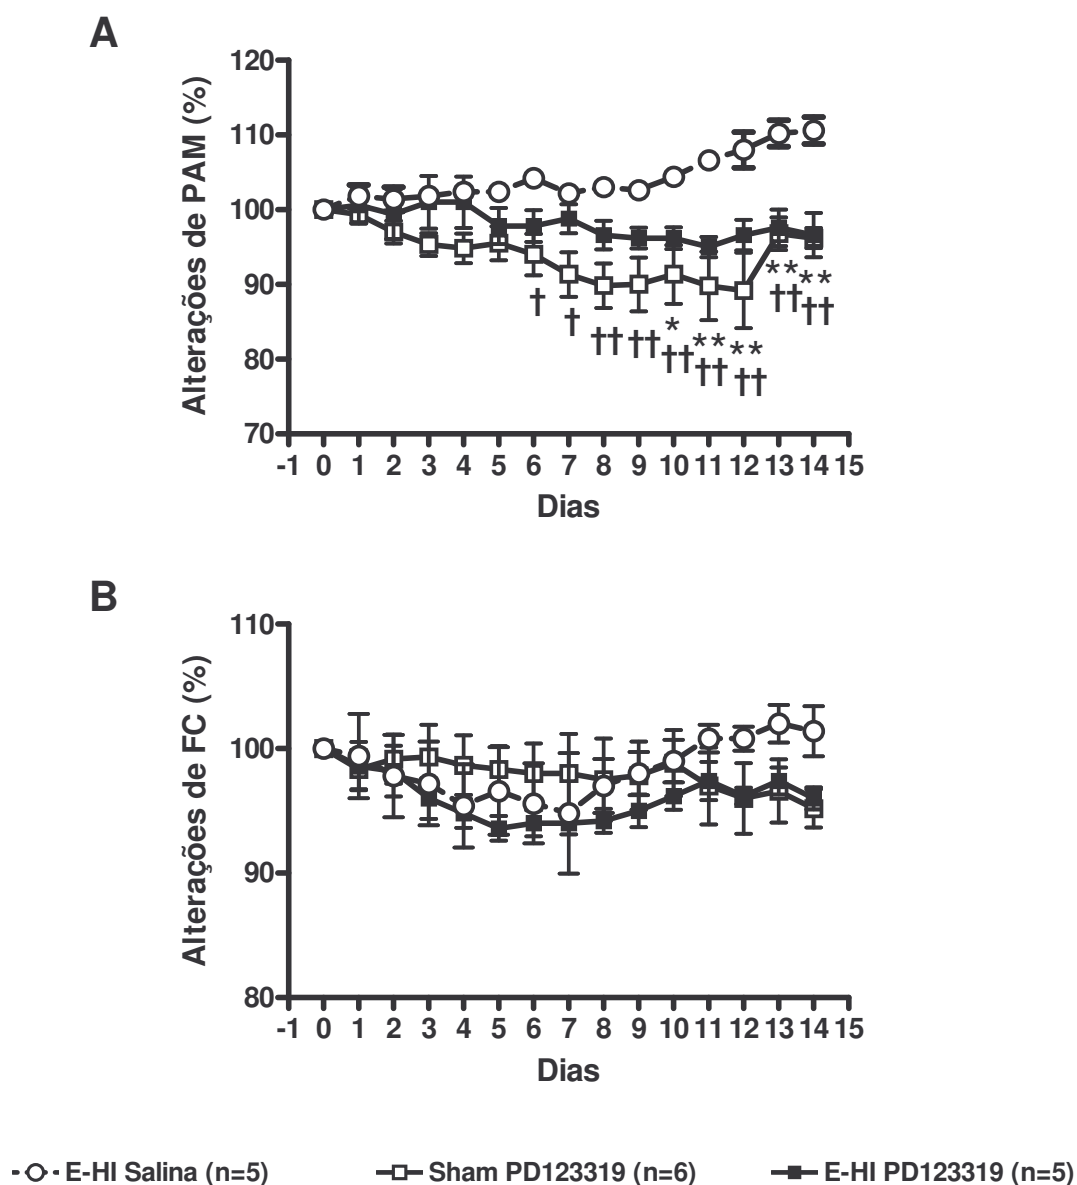 A
Alterações de PAM (%)
120
110
100
90
80
70
†
†
††
††
*
††
**
††
**
††
**
††
**
††
-1 0 1 2 3 4 5 6 7 8 9 10 11 12 13 14 15
Dias
B
Alterações de FC (%)
110
100
90
80
-1 0 1 2 3 4 5 6 7 8 9 10 11 12 13 14 15
Dias
E-HI Salina (n=5) Sham PD123319 (n=6) E-HI PD123319 (n=5)